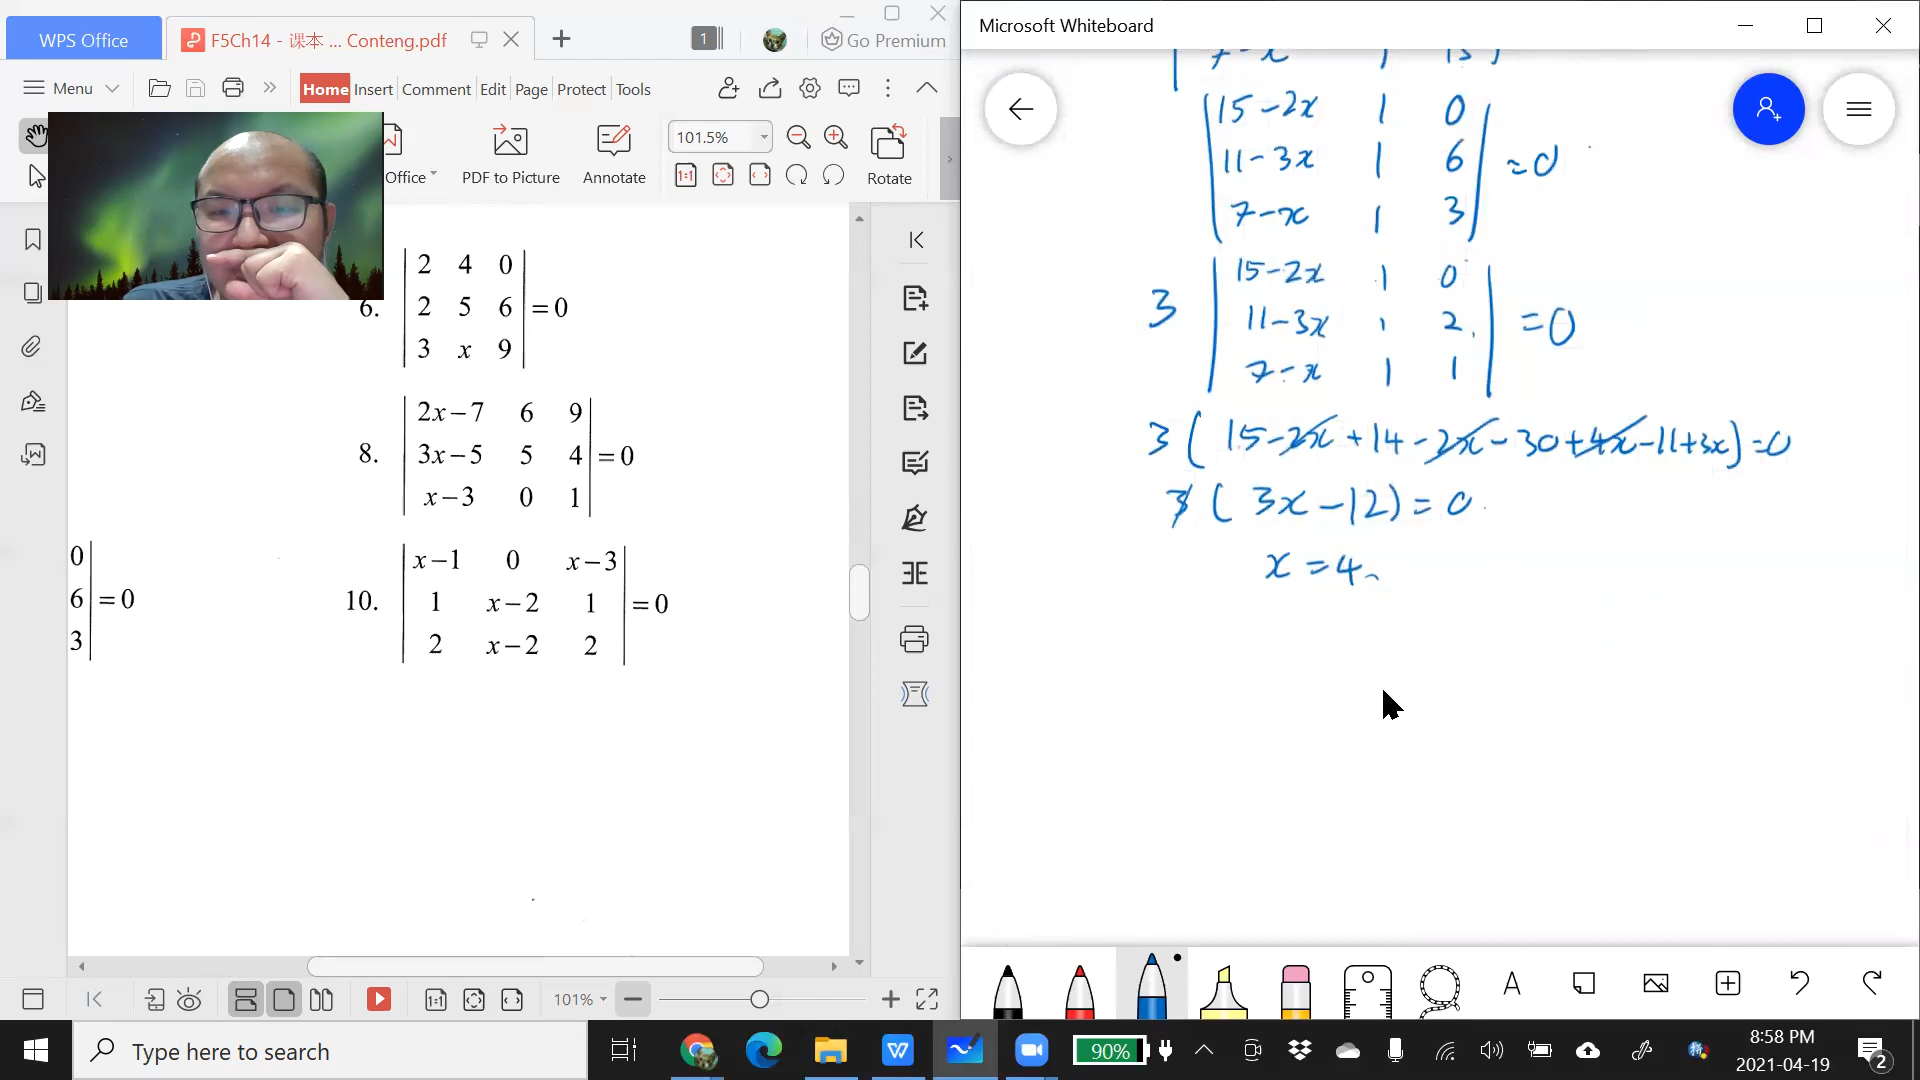 WPS Office
F5Ch14 - 课本 ... Conteng.pdf
1
Go Premium
Menu
Home Insert Comment Edit Page Protect Tools
Office
PDF to Picture
Annotate
101.5%
Rotate
6. | 2 4 0 |
| 2 5 6 | = 0
| 3 x 9 |
8. | 2x−7 6 9 |
| 3x−5 5 4 | = 0
| x−3 0 1 |
0 |
6 | = 0
3 |
10. | x−1 0 x−3 |
| 1 x−2 1 | = 0
| 2 x−2 2 |
101%
Microsoft Whiteboard
7−x 1 15
| 15−2x 1 0 |
| 11−3x 1 6 | = 0
| 7−x 1 3 |
3 | 15−2x 1 0 |
| 11−3x 1 2 | = 0
| 7−x 1 1 |
3 ( 15−2x+14−2x−30+4x−11+3x)=0
3 ( 3x−12) = 0
x = 4
Type here to search
90%
8:58 PM
2021-04-19
2